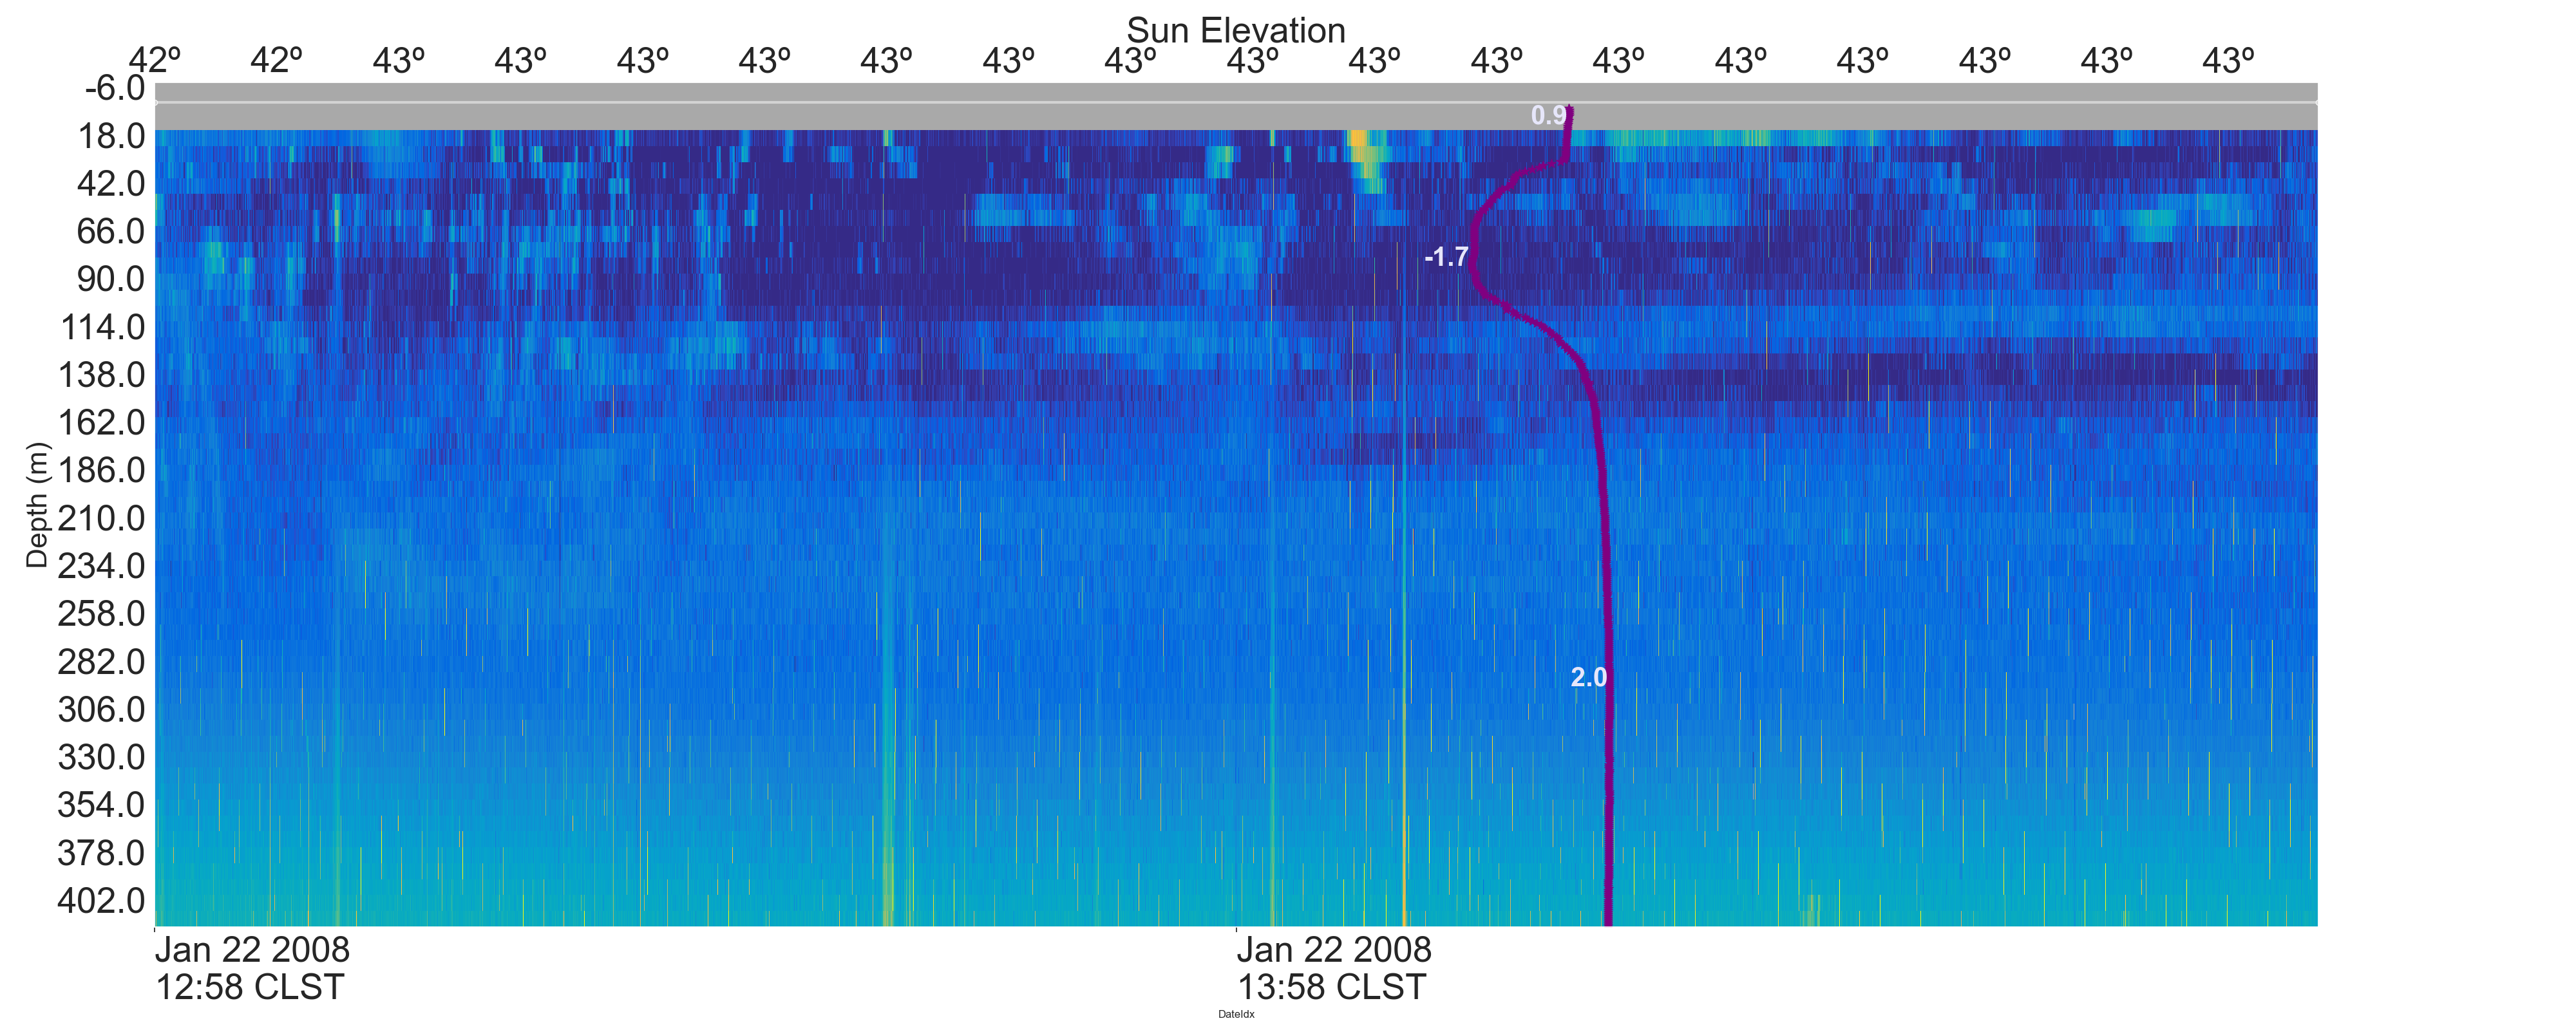 Sun Elevation
42º 42º 43º 43º 43º 43º 43º 43º 43º 43º 43º 43º 43º 43º 43º 43º 43º 43º
-6.0
0.9
18.0
42.0
66.0
-1.7
90.0
114.0
138.0
162.0
186.0
210.0
234.0
258.0
282.0
2.0
306.0
330.0
354.0
378.0
402.0
Depth (m)
Jan 22 2008
12:58 CLST
Jan 22 2008
13:58 CLST
DateIdx